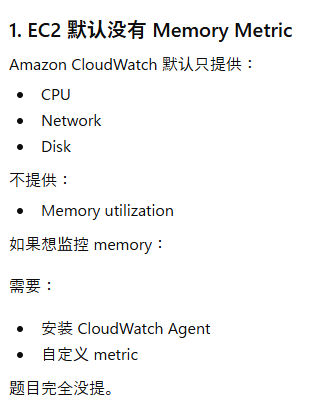 1. EC2 默认没有 Memory Metric
Amazon CloudWatch 默认只提供：
• CPU
• Network
• Disk
不提供：
• Memory utilization
如果想监控 memory：
需要：
• 安装 CloudWatch Agent
• 自定义 metric
题目完全没提。